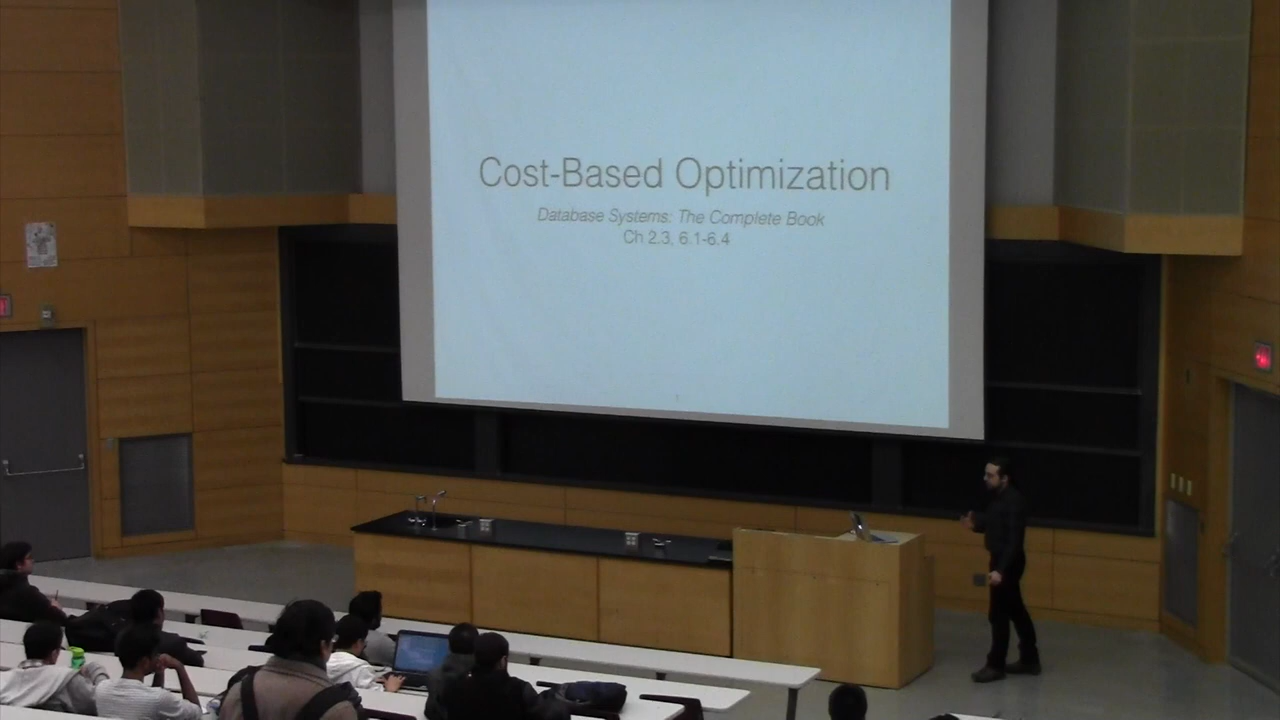 Cost-Based Optimization
Database Systems: The Complete Book
Ch 2.3, 6.1-6.4